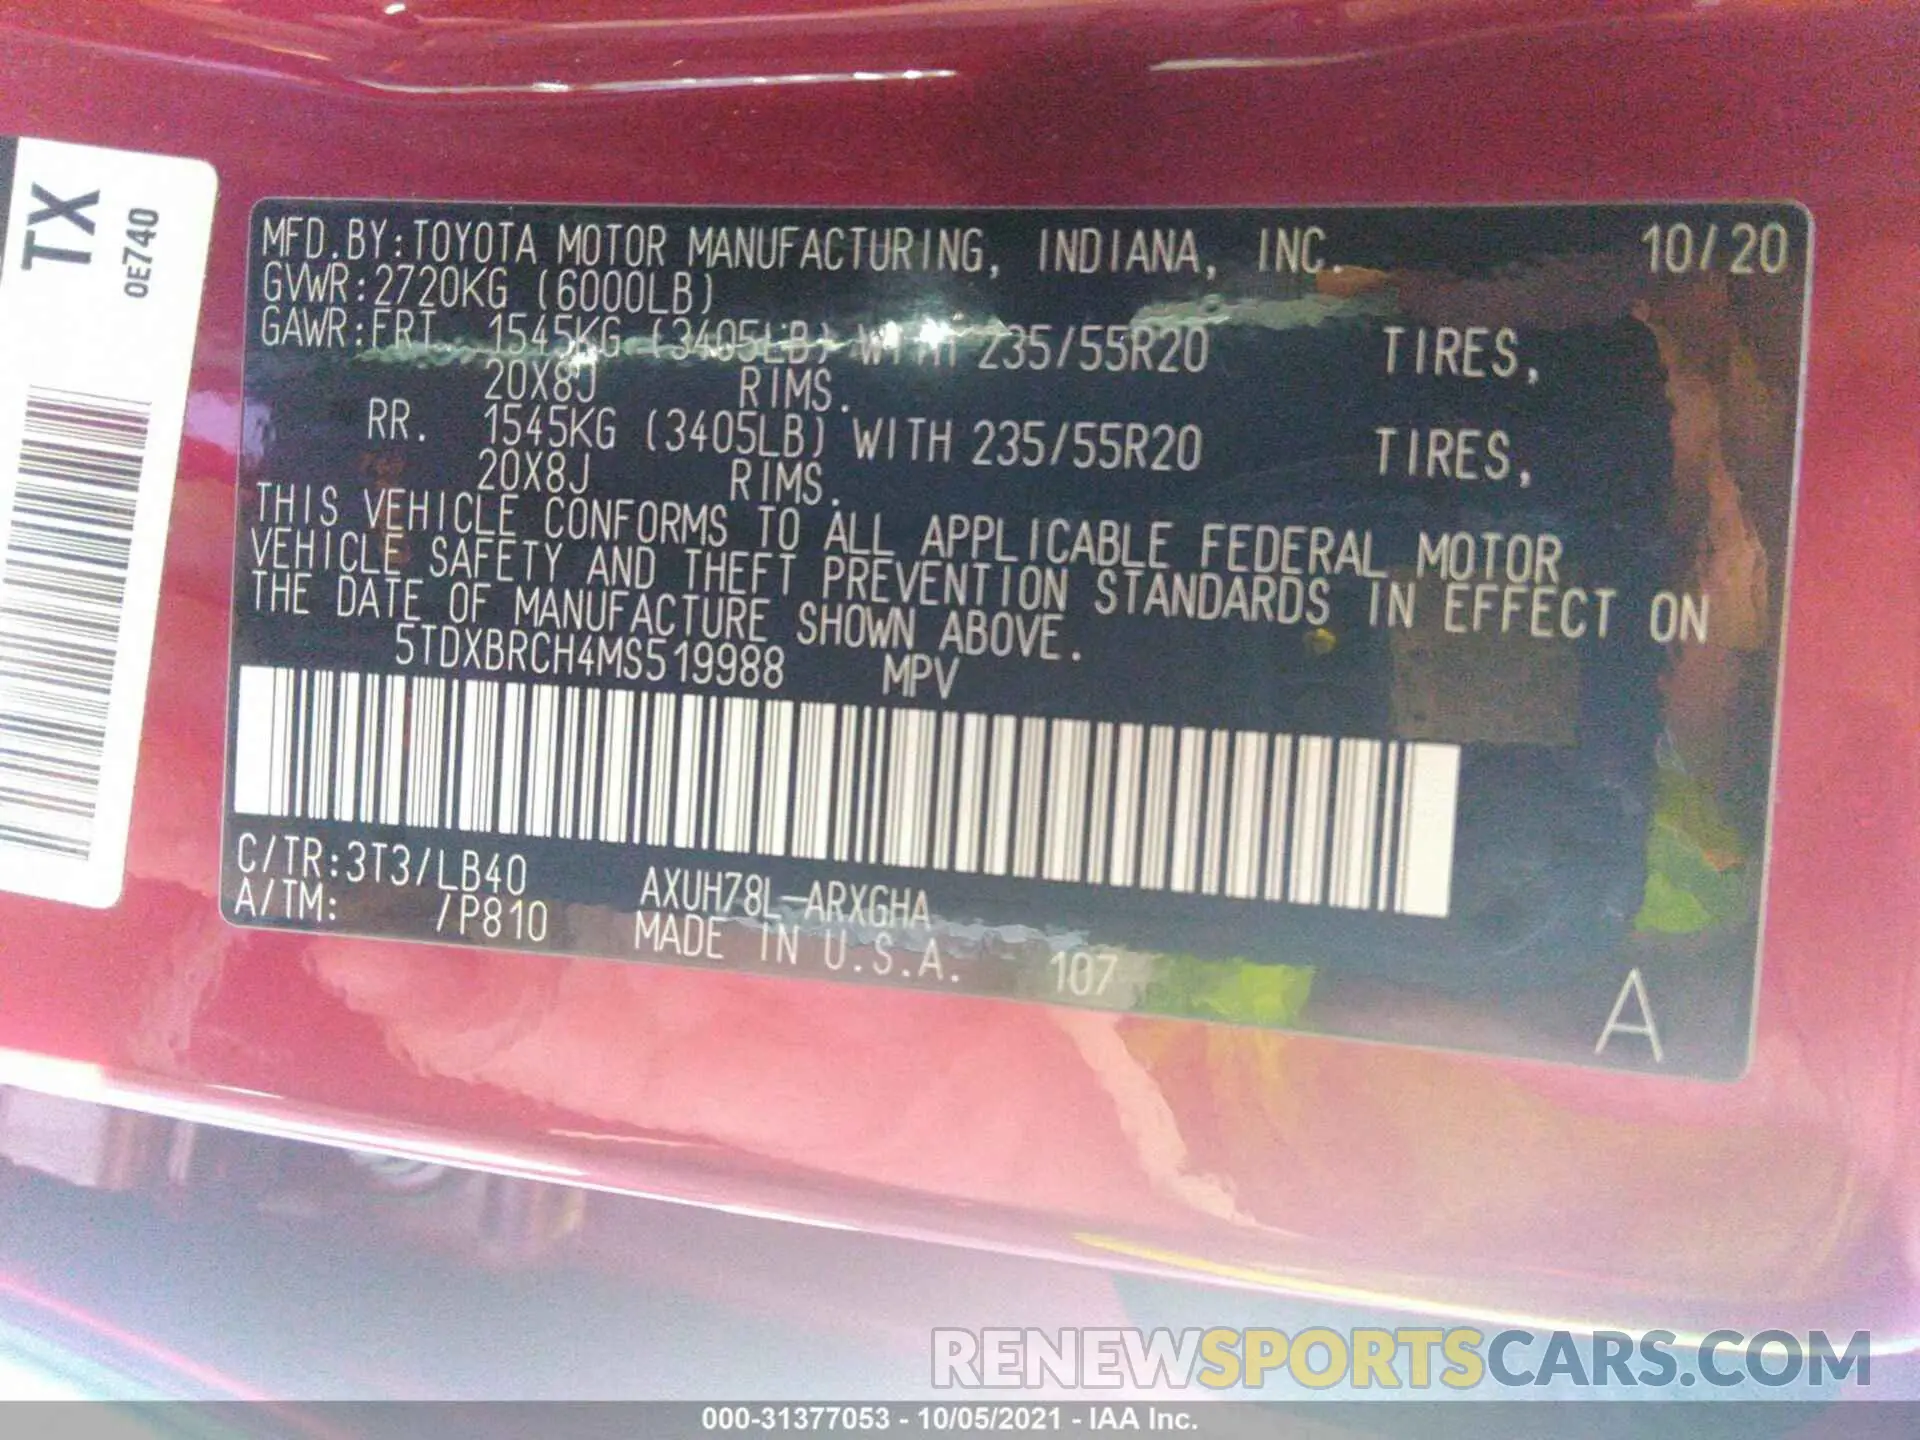 TX
0E740
MFD.BY:TOYOTA MOTOR MANUFACTURING, INDIANA, INC. 10/20
GVWR:2720KG (6000LB)
GAWR:FRT. 1545KG (3405LB) WITH 235/55R20 TIRES,
20X8J RIMS.
RR. 1545KG (3405LB) WITH 235/55R20 TIRES,
20X8J RIMS.
THIS VEHICLE CONFORMS TO ALL APPLICABLE FEDERAL MOTOR
VEHICLE SAFETY AND THEFT PREVENTION STANDARDS IN EFFECT ON
THE DATE OF MANUFACTURE SHOWN ABOVE.
5TDXBRCH4MS519988 MPV
C/TR:3T3/LB40 AXUH78L-ARXGHA
A/TM: /P810 MADE IN U.S.A. 107
A
RENEWSPORTSCARS.COM
000-31377053 - 10/05/2021 - IAA Inc.